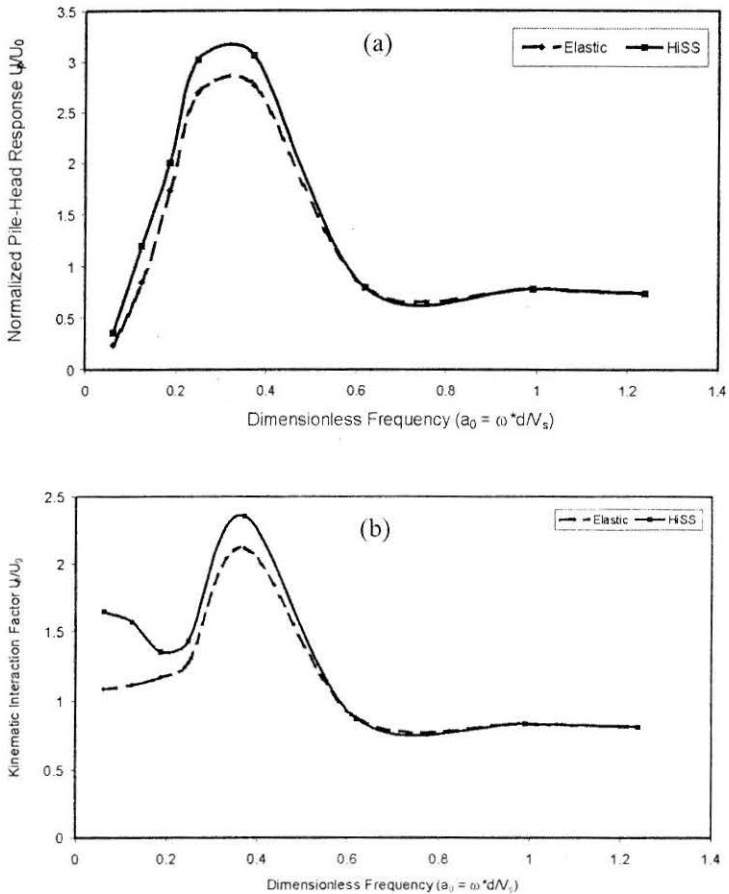 (a)
Elastic HiSS
Normalized Pile-Head Response Up/U0
3.5
3
2.5
2
1.5
1
0.5
0
0 0.2 0.4 0.6 0.8 1 1.2 1.4
Dimensionless Frequency (a0 = ω*d/Vs)
(b)
Elastic HiSS
Kinematic Interaction Factor U/U0
2.5
2
1.5
1
0.5
0
0 0.2 0.4 0.6 0.8 1 1.2 1.4
Dimensionless Frequency (a0 = ω*d/Vs)